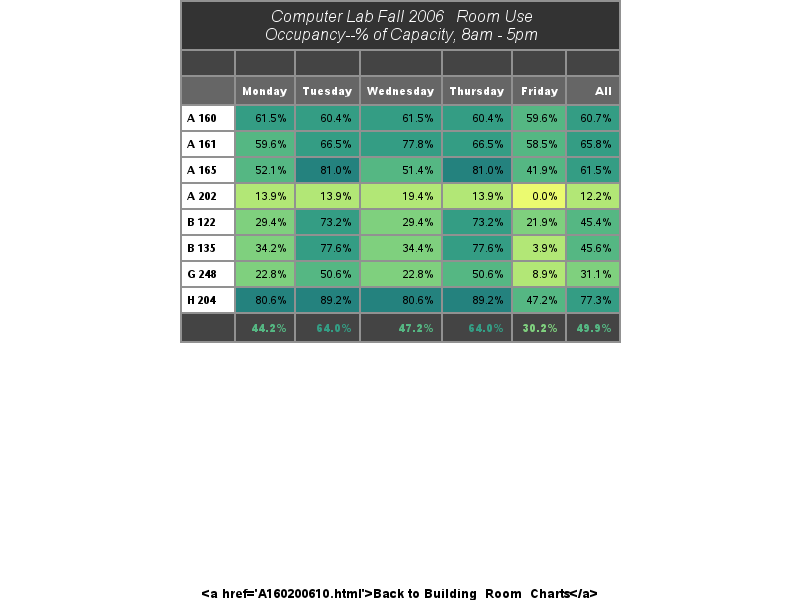 Computer Lab Fall 2006 Room Use
Occupancy--% of Capacity, 8am - 5pm
Monday Tuesday Wednesday Thursday Friday All
A 160 61.5% 60.4% 61.5% 60.4% 59.6% 60.7%
A 161 59.6% 66.5% 77.8% 66.5% 58.5% 65.8%
A 165 52.1% 81.0% 51.4% 81.0% 41.9% 61.5%
A 202 13.9% 13.9% 19.4% 13.9% 0.0% 12.2%
B 122 29.4% 73.2% 29.4% 73.2% 21.9% 45.4%
B 135 34.2% 77.6% 34.4% 77.6% 3.9% 45.6%
G 248 22.8% 50.6% 22.8% 50.6% 8.9% 31.1%
H 204 80.6% 89.2% 80.6% 89.2% 47.2% 77.3%
44.2% 64.0% 47.2% 64.0% 30.2% 49.9%
<a href='A160200610.html'>Back to Building Room Charts</a>